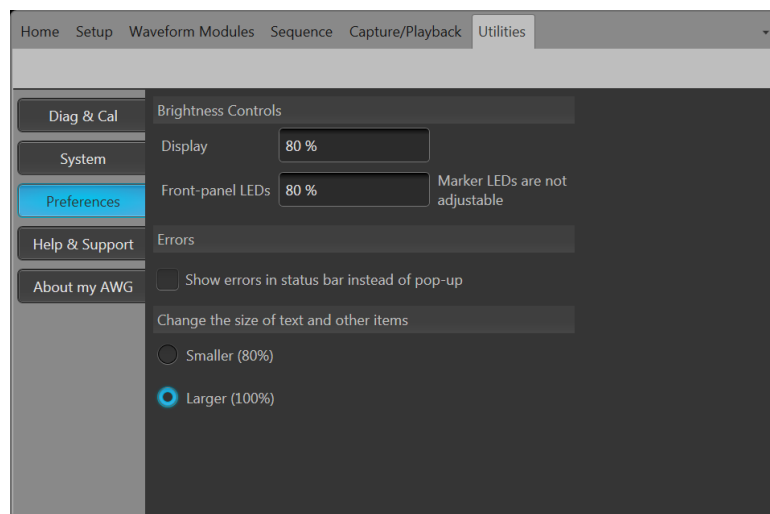 Home Setup Waveform Modules Sequence Capture/Playback Utilities
Diag & Cal
System
Preferences
Help & Support
About my AWG
Brightness Controls
Display 80 %
Front-panel LEDs 80 % Marker LEDs are not
adjustable
Errors
Show errors in status bar instead of pop-up
Change the size of text and other items
Smaller (80%)
Larger (100%)